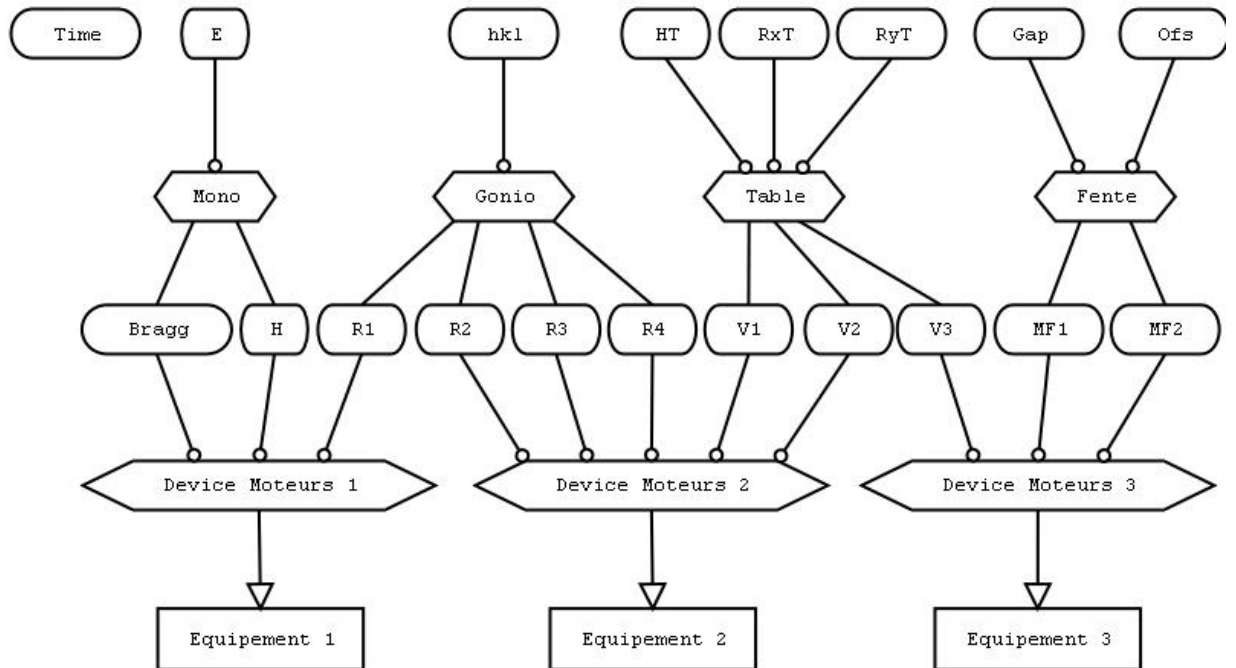 Time E hkl HT RxT RyT Gap Ofs
Mono Gonio Table Fente
Bragg H R1 R2 R3 R4 V1 V2 V3 MF1 MF2
Device Moteurs 1 Device Moteurs 2 Device Moteurs 3
Equipement 1 Equipement 2 Equipement 3